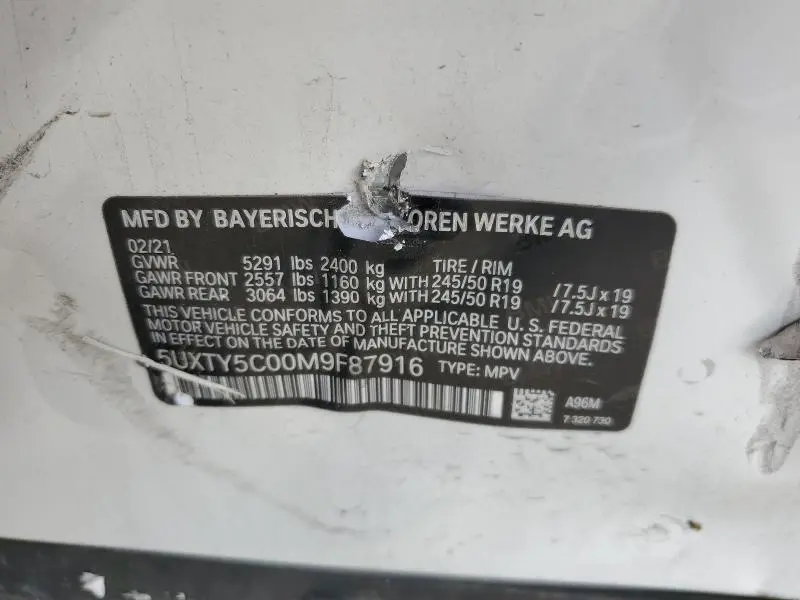 MFD BY BAYERISCH OREN WERKE AG
02/21
GVWR 5291 lbs 2400 kg TIRE / RIM
GAWR FRONT 2557 lbs 1160 kg WITH 245/50 R19 /7.5J x 19
GAWR REAR 3064 lbs 1390 kg WITH 245/50 R19 /7.5J x 19
THIS VEHICLE CONFORMS TO ALL APPLICABLE U.S. FEDERAL
MOTOR VEHICLE SAFETY AND THEFT PREVENTION STANDARDS
IN EFFECT ON THE DATE OF MANUFACTURE SHOWN ABOVE.
5UXTY5C00M9F87916 TYPE: MPV
A96M
7 320 730